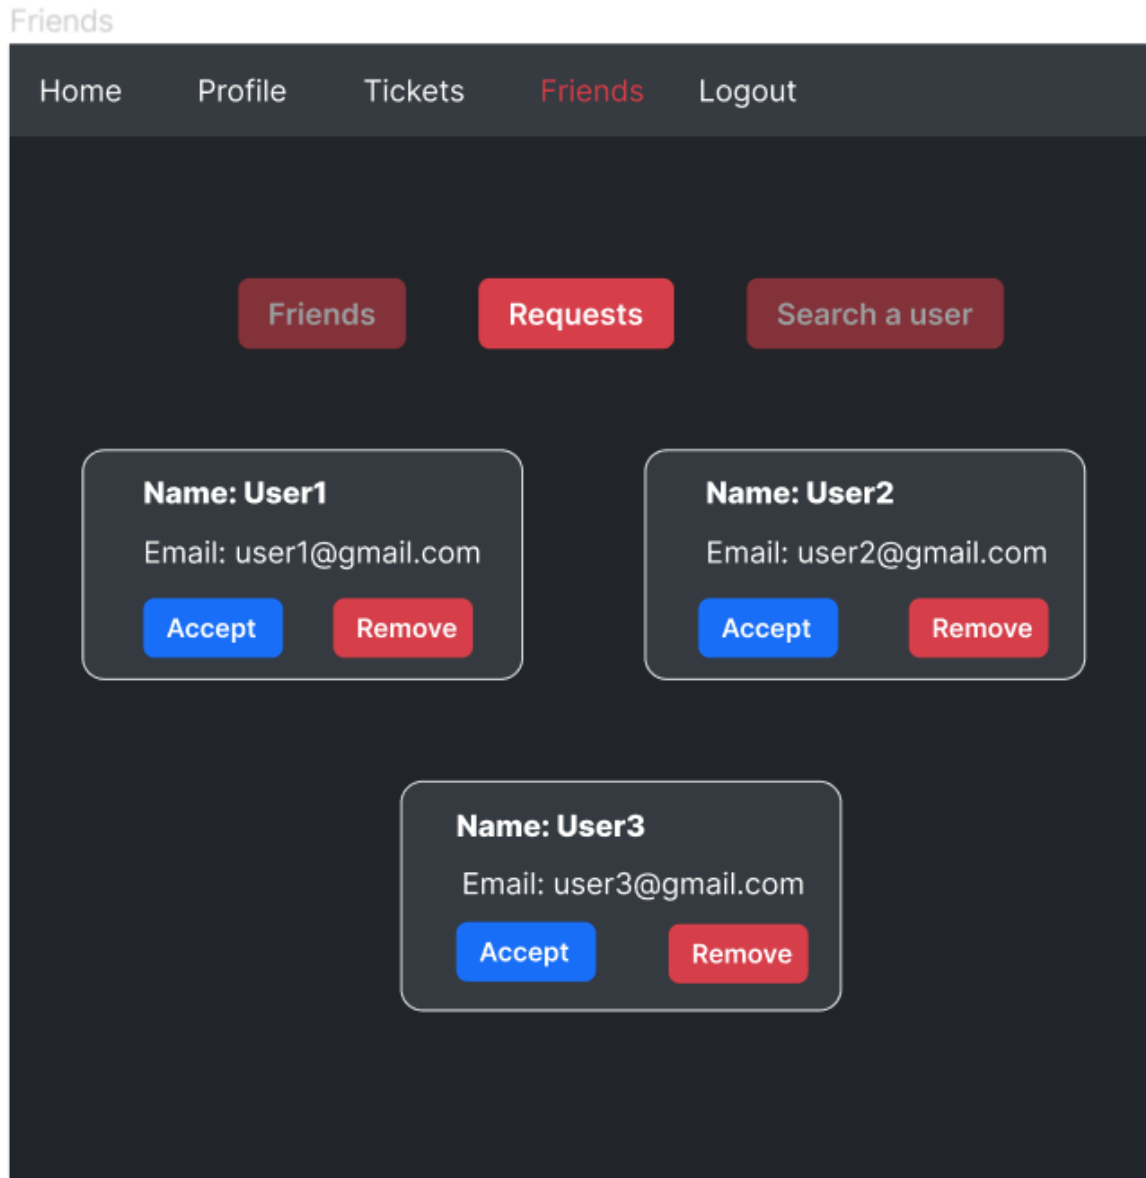 Friends
Home Profile Tickets Friends Logout
Friends Requests Search a user
Name: User1
Email: user1@gmail.com
Accept Remove
Name: User2
Email: user2@gmail.com
Accept Remove
Name: User3
Email: user3@gmail.com
Accept Remove